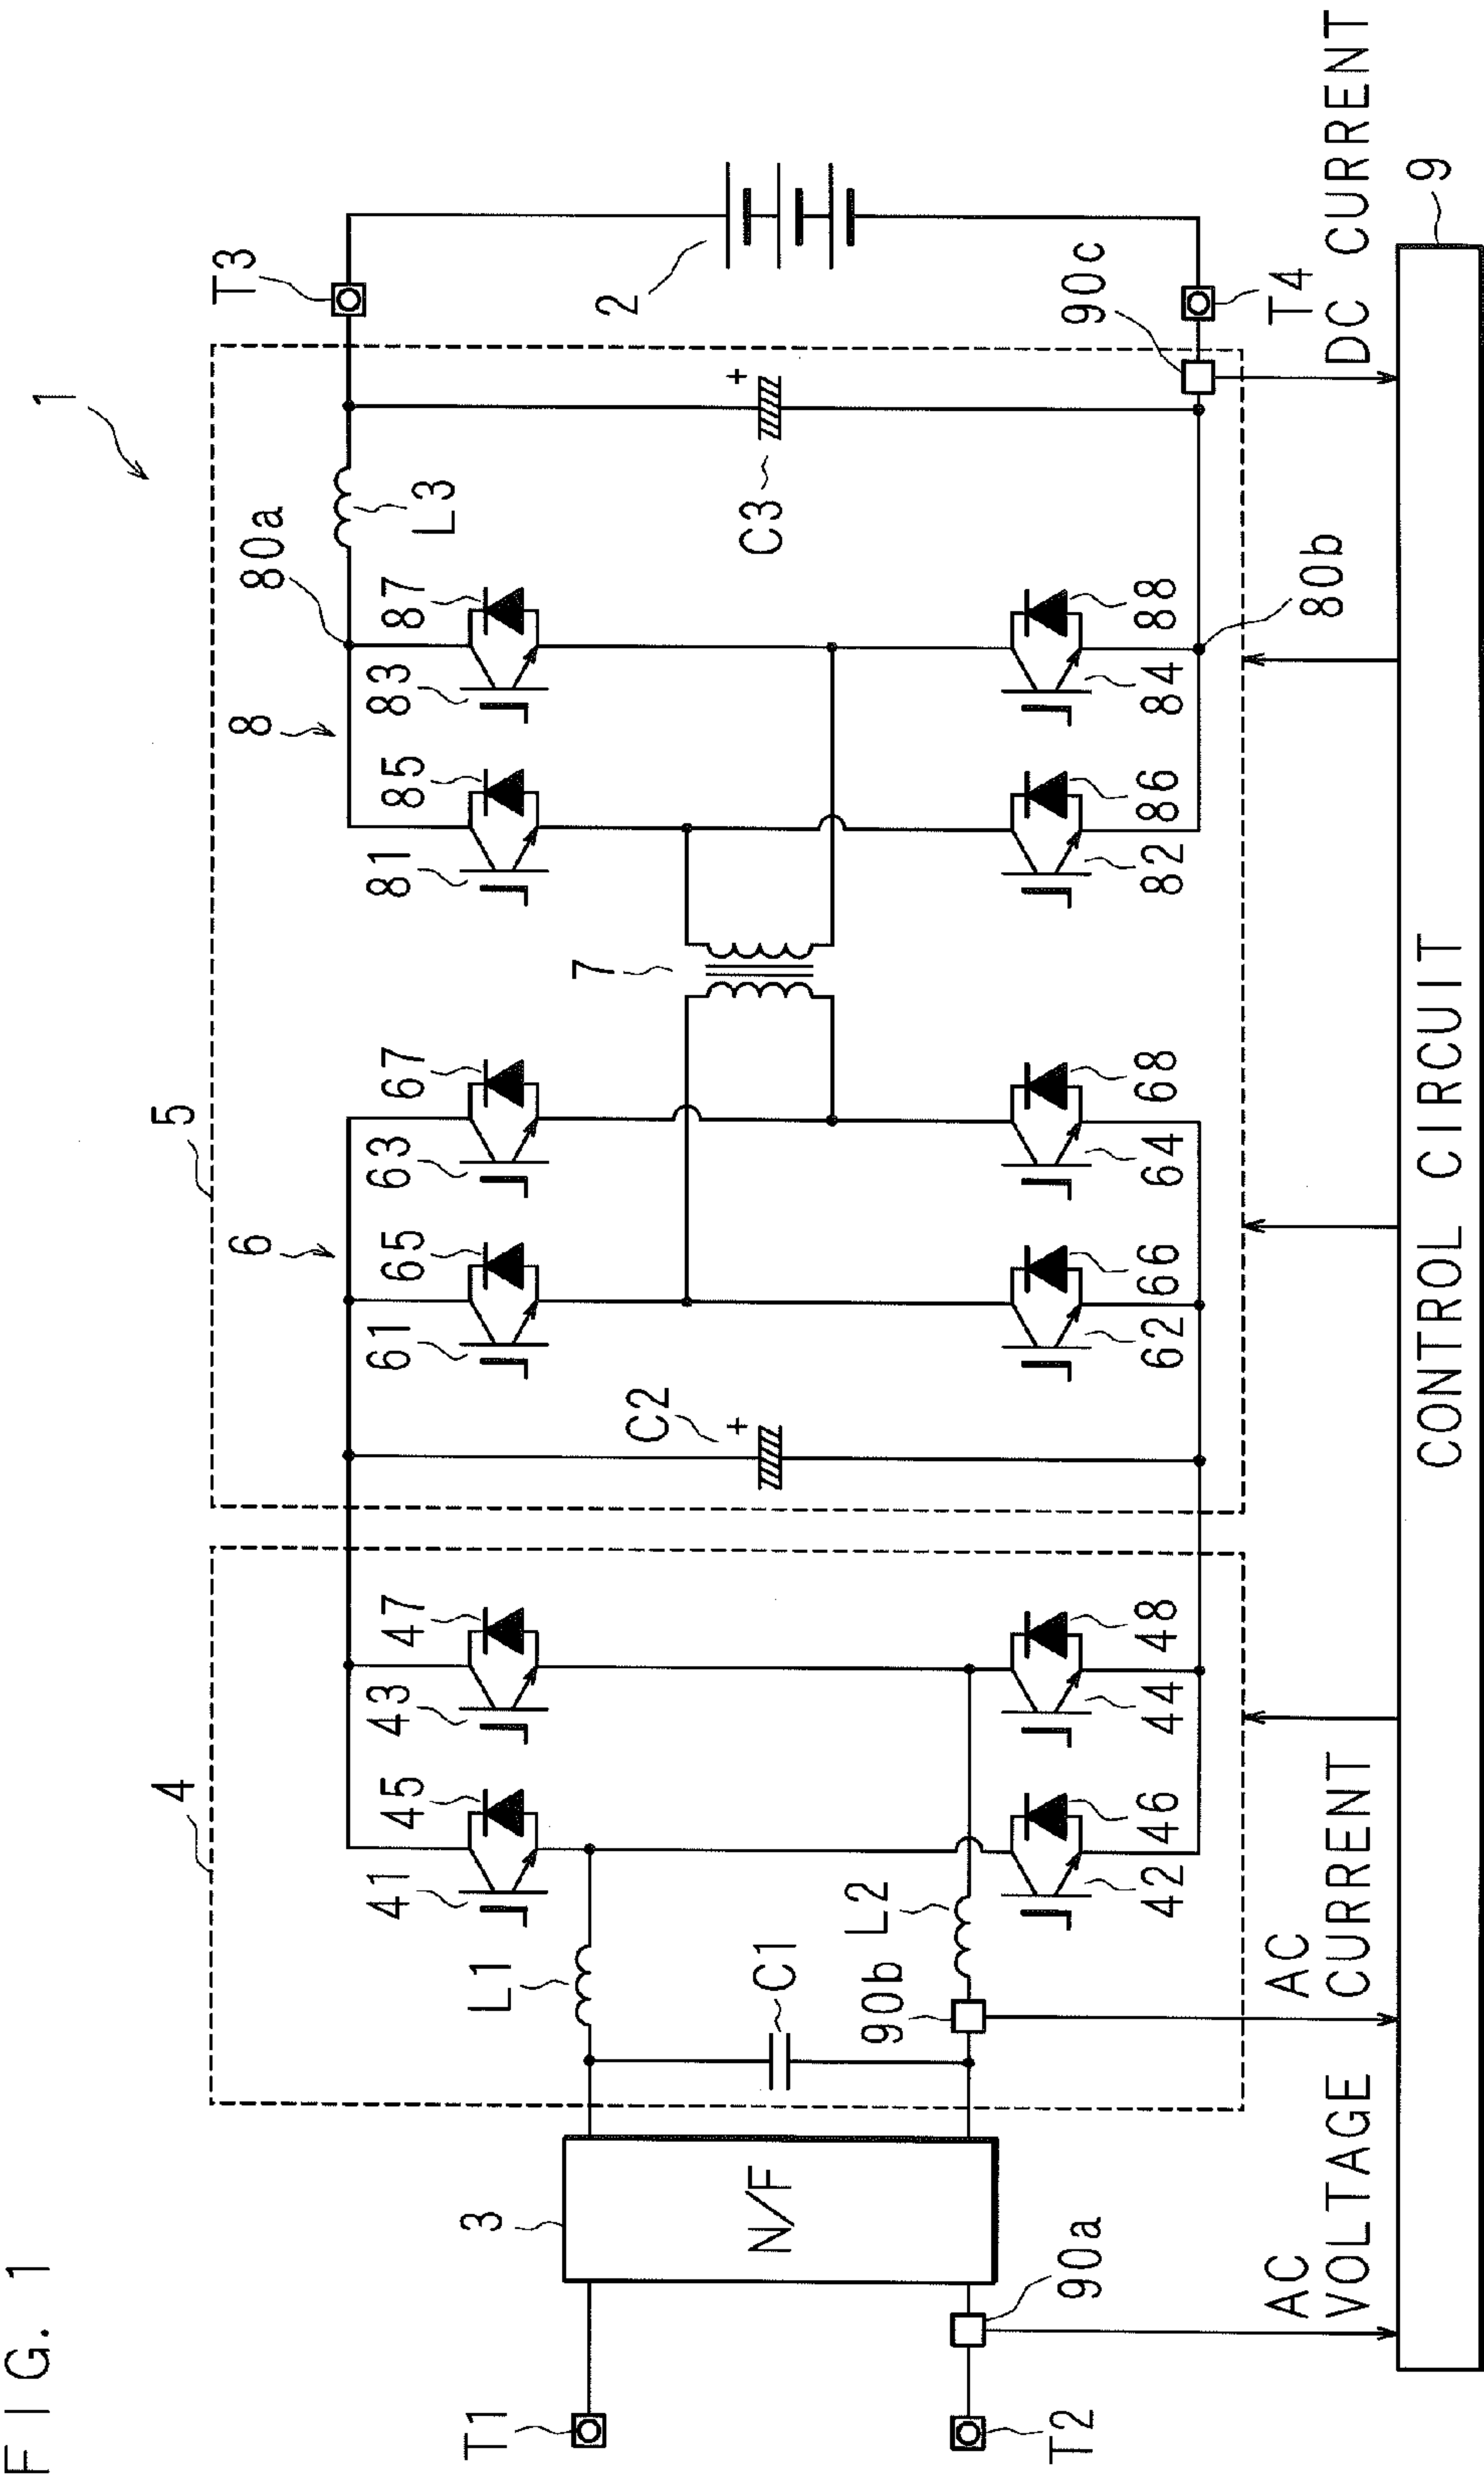 FIG. 1
1
5
4
T3
80a
8
6
L3
87
83
85
81
67
63
65
61
47
43
45
41
L1
T1
3
2
C3 +
7
C2 +
C1
N/F
L2
90b
90c
88
84
86
82
68
64
66
62
48
44
46
42
90a
T2
T4
80b
DC CURRENT
AC
CURRENT
AC
VOLTAGE
9
CONTROL CIRCUIT